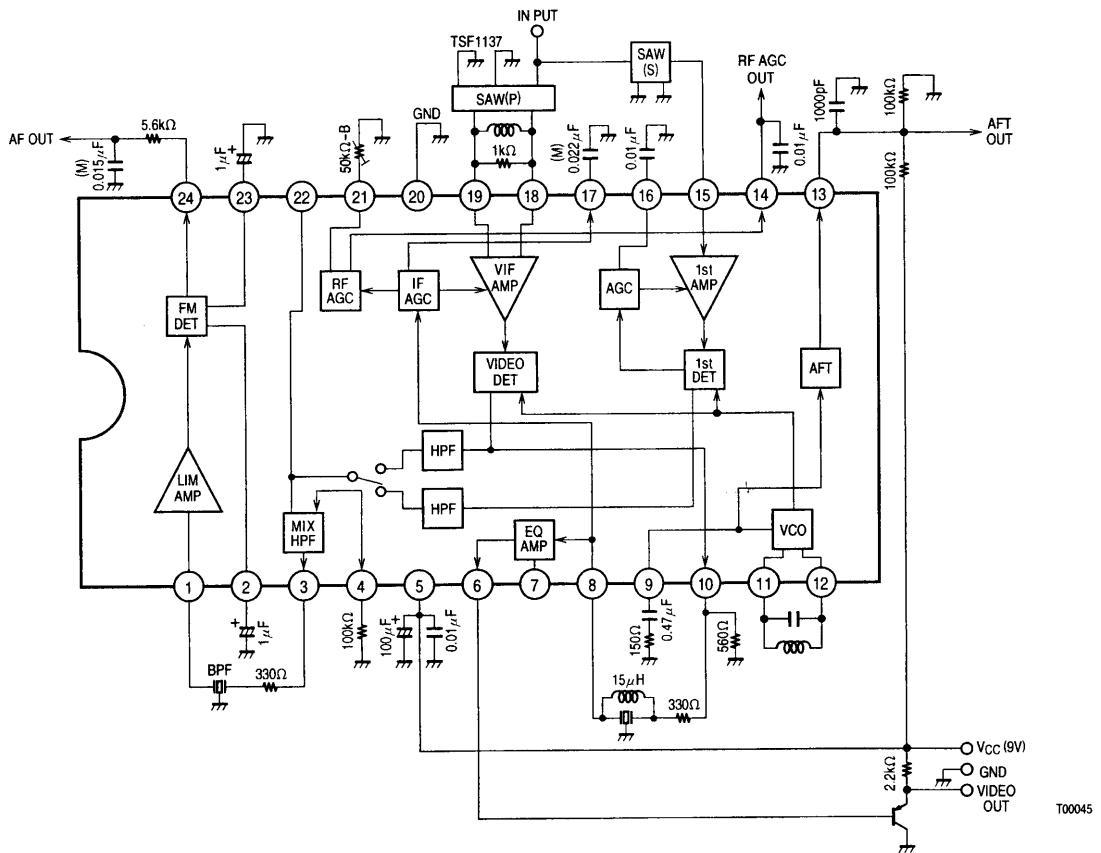 IN PUT
TSF1137
SAW
(S)
RF AGC
OUT
1000pF
100kΩ
SAW(P)
GND
AF OUT
5.6kΩ
(M)
0.015μF
1μF
+
50kΩ-B
1kΩ
(M)
0.022μF
0.01μF
0.01μF
AFT
OUT
100kΩ
24
23
22
21
20
19
18
17
16
15
14
13
RF
AGC
IF
AGC
VIF
AMP
AGC
1st
AMP
FM
DET
VIDEO
DET
1st
DET
AFT
HPF
LIM
AMP
HPF
MIX
HPF
EQ
AMP
VCO
1
2
3
4
5
6
7
8
9
10
11
12
+
1μF
100kΩ
100μF
+
0.01μF
150Ω
0.47μF
560Ω
BPF
330Ω
15μH
330Ω
VCC (9V)
2.2kΩ
GND
VIDEO
OUT
T00045